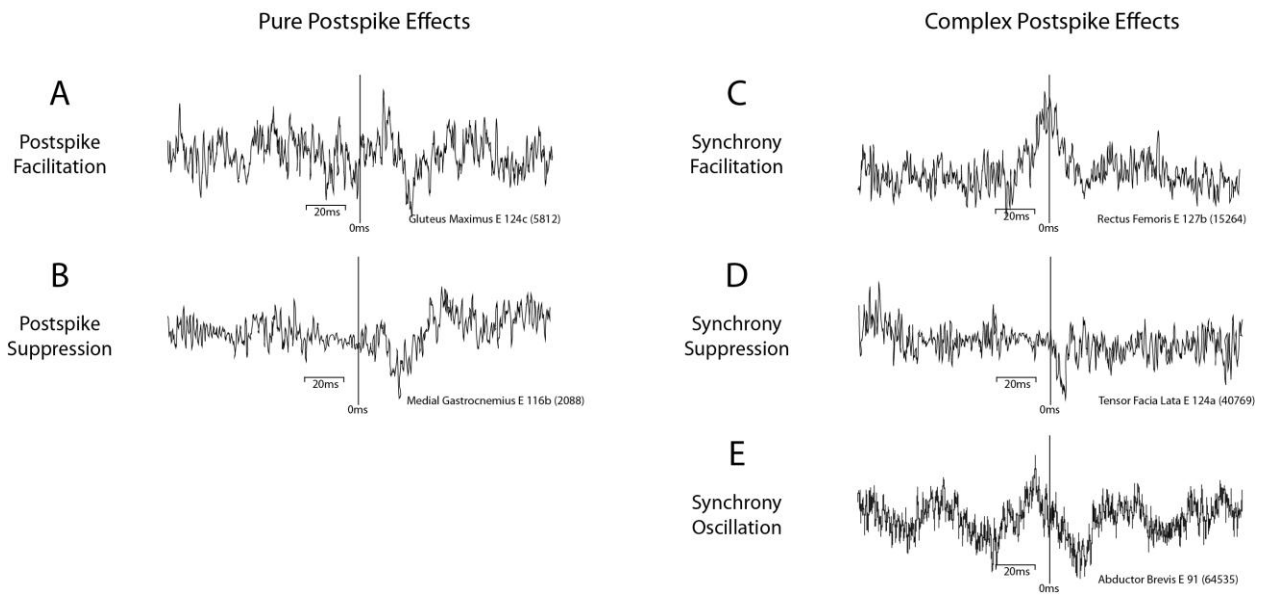 Pure Postspike Effects
Complex Postspike Effects
A
Postspike
Facilitation
20ms
0ms
Gluteus Maximus E 124c (5812)
B
Postspike
Suppression
20ms
0ms
Medial Gastrocnemius E 116b (2088)
C
Synchrony
Facilitation
20ms
0ms
Rectus Femoris E 127b (15264)
D
Synchrony
Suppression
20ms
0ms
Tensor Facia Lata E 124a (40769)
E
Synchrony
Oscillation
20ms
0ms
Abductor Brevis E 91 (64535)